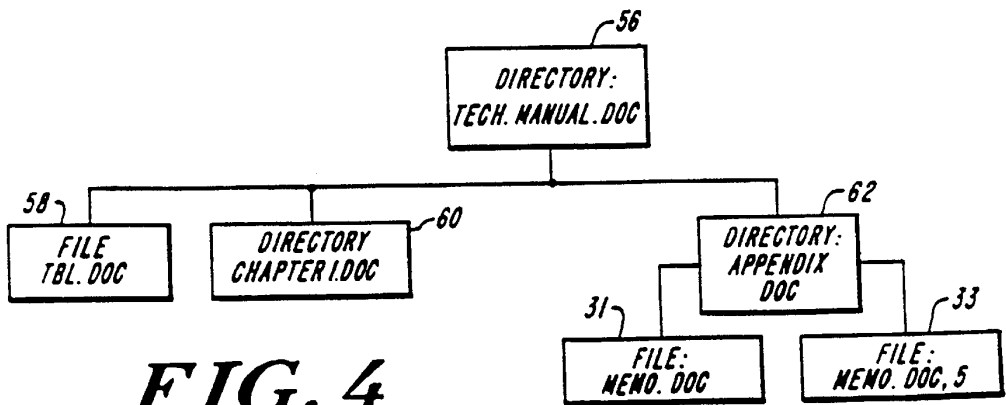 56
DIRECTORY:
TECH. MANUAL.DOC
58
FILE
TBL. DOC
60
DIRECTORY
CHAPTER 1.DOC
62
DIRECTORY:
APPENDIX
DOC
31
FILE:
MEMO. DOC
33
FILE:
MEMO. DOC, 5
FIG. 4